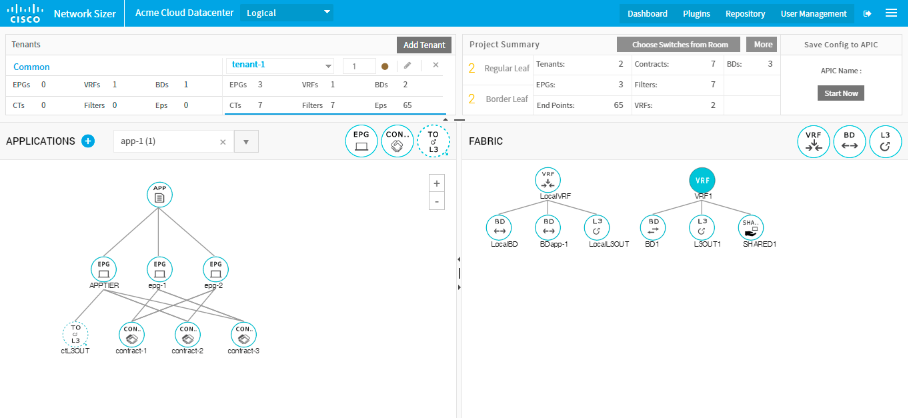 CISCO Network Sizer Acme Cloud Datacenter Logical Dashboard Plugins Repository User Management
Tenants
Add Tenant
Common
EPGs 0 VRFs 1 BDs 1
CTs 0 Filters 0 Eps 0
tenant-1 1 ×
EPGs 3 VRFs 1 BDs 2
CTs 7 Filters 7 Eps 65
Project Summary Choose Switches from Room More
2 Regular Leaf
2 Border Leaf
Tenants: 2 Contracts: 7 BDs: 3
EPGs: 3 Filters: 7
End Points: 65 VRFs: 2
Save Config to APIC
APIC Name :
Start Now
APPLICATIONS + app-1 (1) × EPG CON.. TO L3
+
-
APP
EPG EPG EPG
APPTIER epg-1 epg-2
TO L3 CON.. CON.. CON..
ctL3OUT contract-1 contract-2 contract-3
FABRIC VRF BD L3
VRF VRF
LocalVRF VRF1
BD BD L3 BD L3 SHA..
LocalBD BDapp-1 LocalL3OUT BD1 L3OUT1 SHARED1